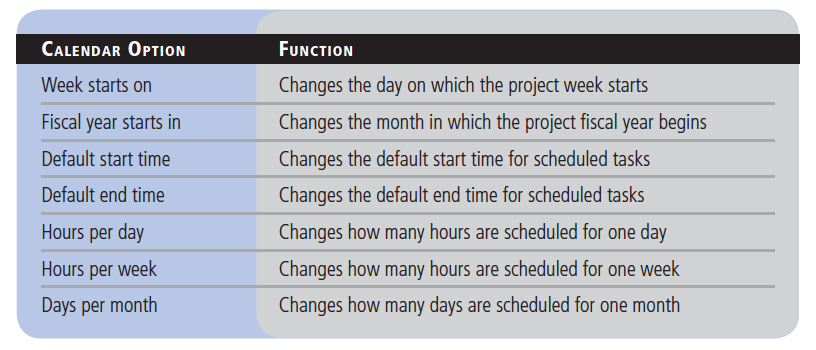 CALENDAR OPTION FUNCTION
Week starts on Changes the day on which the project week starts
Fiscal year starts in Changes the month in which the project fiscal year begins
Default start time Changes the default start time for scheduled tasks
Default end time Changes the default end time for scheduled tasks
Hours per day Changes how many hours are scheduled for one day
Hours per week Changes how many hours are scheduled for one week
Days per month Changes how many days are scheduled for one month